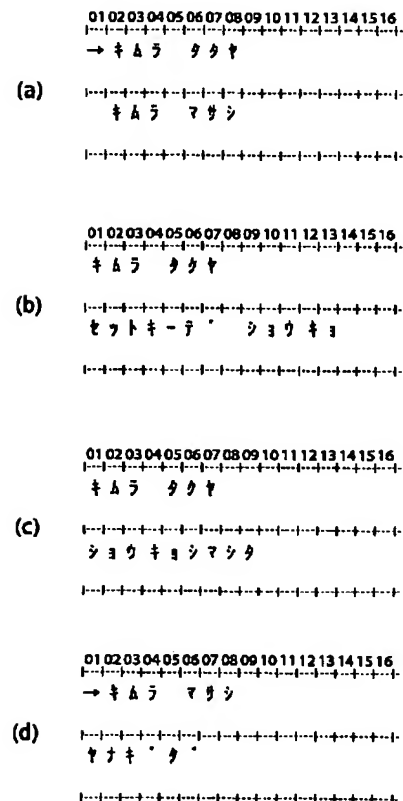 01 02 03 04 05 06 07 08 09 10 11 12 13 14 15 16
→ キムラ タクヤ
(a)
キムラ マサシ
01 02 03 04 05 06 07 08 09 10 11 12 13 14 15 16
キムラ タクヤ
(b)
セットキーデ゛ ショウキョ
01 02 03 04 05 06 07 08 09 10 11 12 13 14 15 16
キムラ タクヤ
(c)
ショウキョシマシタ
01 02 03 04 05 06 07 08 09 10 11 12 13 14 15 16
→ キムラ マサシ
(d)
ヤナキ゛タ゛